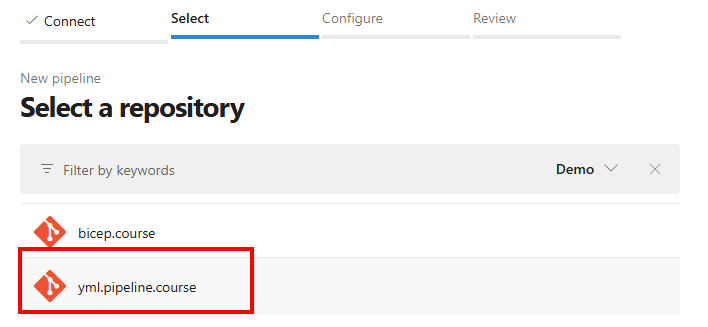 Connect Select Configure Review
New pipeline
Select a repository
Filter by keywords Demo
bicep.course
yml.pipeline.course